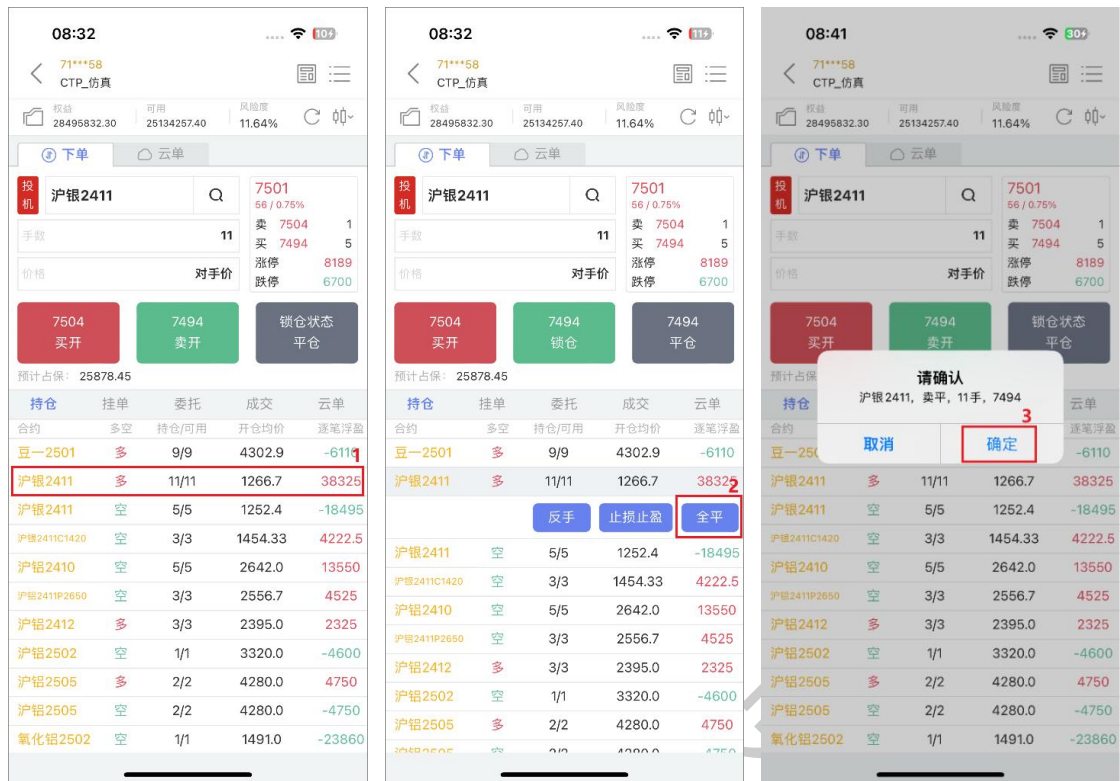 08:32
10
71***58
CTP_仿真
权益 可用 风险度
28495832.30 25134257.40 11.64%
下单 云单
投机 沪银2411 7501
56 / 0.75%
手数 11 卖 7504 1
买 7494 5
价格 对手价 涨停 8189
跌停 6700
7504 7494 锁仓状态
买开 卖开 平仓
预计占保: 25878.45
持仓 挂单 委托 成交 云单
合约 多空 持仓/可用 开仓均价 逐笔浮盈
豆一2501 多 9/9 4302.9 -6110
1
沪银2411 多 11/11 1266.7 38325
沪银2411 空 5/5 1252.4 -18495
沪银2411C1420 空 3/3 1454.33 4222.5
沪铝2410 空 5/5 2642.0 13550
沪铝2411P2650 空 3/3 2556.7 4525
沪铝2412 多 3/3 2395.0 2325
沪铝2502 空 1/1 3320.0 -4600
沪铝2505 多 2/2 4280.0 4750
沪铝2505 空 2/2 4280.0 -4750
氧化铝2502 空 1/1 1491.0 -23860
08:32
11
71***58
CTP_仿真
权益 可用 风险度
28495832.30 25134257.40 11.64%
下单 云单
投机 沪银2411 7501
56 / 0.75%
手数 11 卖 7504 1
买 7494 5
价格 对手价 涨停 8189
跌停 6700
7504 7494 7494
买开 锁仓 平仓
预计占保: 25878.45
持仓 挂单 委托 成交 云单
合约 多空 持仓/可用 开仓均价 逐笔浮盈
豆一2501 多 9/9 4302.9 -6110
沪银2411 多 11/11 1266.7 38325
2
反手 止损止盈 全平
沪银2411 空 5/5 1252.4 -18495
沪银2411C1420 空 3/3 1454.33 4222.5
沪铝2410 空 5/5 2642.0 13550
沪铝2411P2650 空 3/3 2556.7 4525
沪铝2412 多 3/3 2395.0 2325
沪铝2502 空 1/1 3320.0 -4600
沪铝2505 多 2/2 4280.0 4750
沪铝2505 空 2/2 4280.0 -4750
08:41
30
71***58
CTP_仿真
权益 可用 风险度
28495832.30 25134257.40 11.64%
下单 云单
投机 沪银2411 7501
56 / 0.75%
手数 11 卖 7504 1
买 7494 5
价格 对手价 涨停 8189
跌停 6700
7504 7494 锁仓状态
买开 卖开 平仓
预计占保
请确认
沪银2411, 卖平, 11手, 7494
3
取消 确定
持仓 云单
合约 逐笔浮盈
豆一250 -6110
沪银2411 多 11/11 1266.7 38325
沪银2411 空 5/5 1252.4 -18495
沪银2411C1420 空 3/3 1454.33 4222.5
沪铝2410 空 5/5 2642.0 13550
沪铝2411P2650 空 3/3 2556.7 4525
沪铝2412 多 3/3 2395.0 2325
沪铝2502 空 1/1 3320.0 -4600
沪铝2505 多 2/2 4280.0 4750
沪铝2505 空 2/2 4280.0 -4750
氧化铝2502 空 1/1 1491.0 -23860